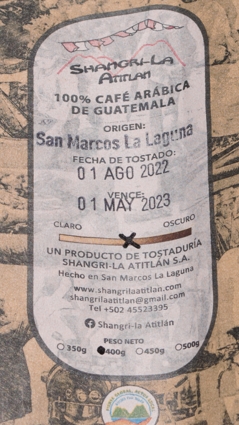 SHANGRI-LA
ATITLAN
100% CAFÉ ARÁBICA
DE GUATEMALA
ORIGEN:
San Marcos La Laguna
FECHA DE TOSTADO:
01 AGO 2022
VENCE:
01 MAY 2023
CLARO OSCURO
UN PRODUCTO DE TOSTADURÍA
SHANGRI-LA ATITLÁN S.A.
Hecho en San Marcos La Laguna
www.shangrilaatitlan.com
shangrilaatitlan@gmail.com
Tel +502 45523395
Shangri-la Atitlán
PESO NETO
350g 400g 450g 500g